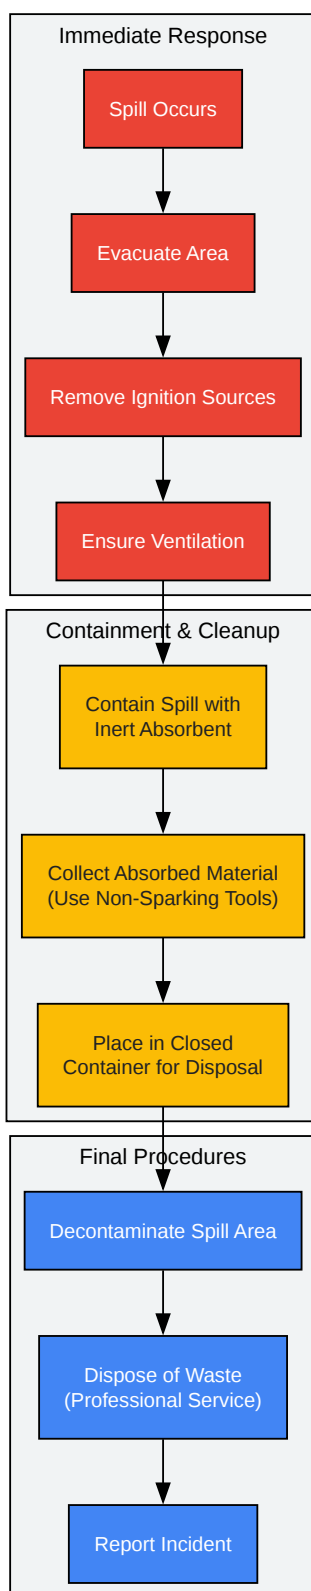 Immediate Response
Spill Occurs
Evacuate Area
Remove Ignition Sources
Ensure Ventilation
Containment & Cleanup
Contain Spill with
Inert Absorbent
Collect Absorbed Material
(Use Non-Sparking Tools)
Place in Closed
Container for Disposal
Final Procedures
Decontaminate Spill Area
Dispose of Waste
(Professional Service)
Report Incident